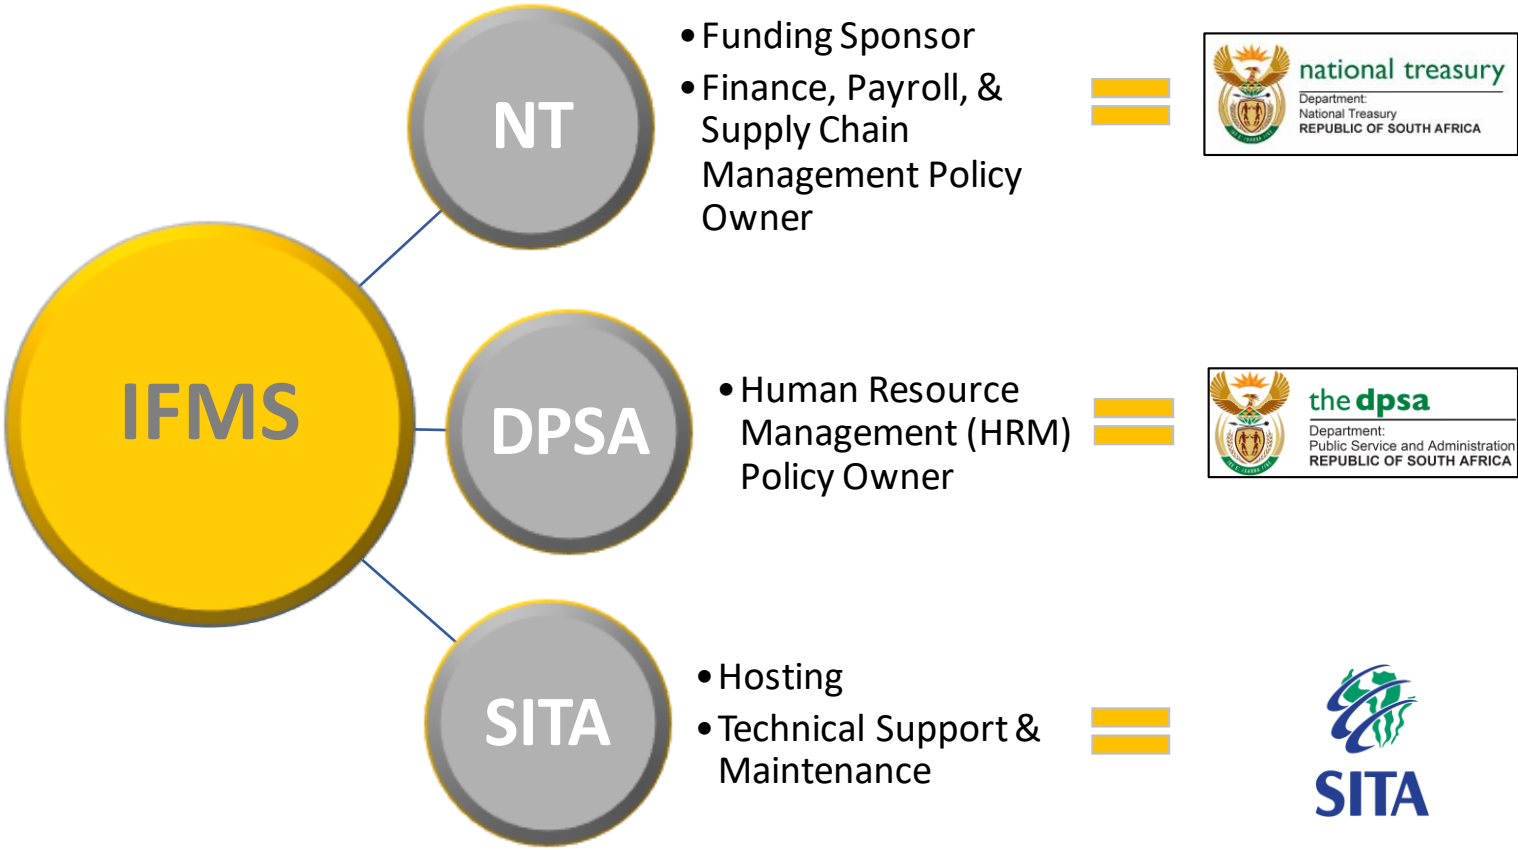 IFMS
NT
• Funding Sponsor
• Finance, Payroll, &
Supply Chain
Management Policy
Owner
national treasury
Department:
National Treasury
REPUBLIC OF SOUTH AFRICA
DPSA
• Human Resource
Management (HRM)
Policy Owner
the dpsa
Department:
Public Service and Administration
REPUBLIC OF SOUTH AFRICA
SITA
• Hosting
• Technical Support &
Maintenance
SITA